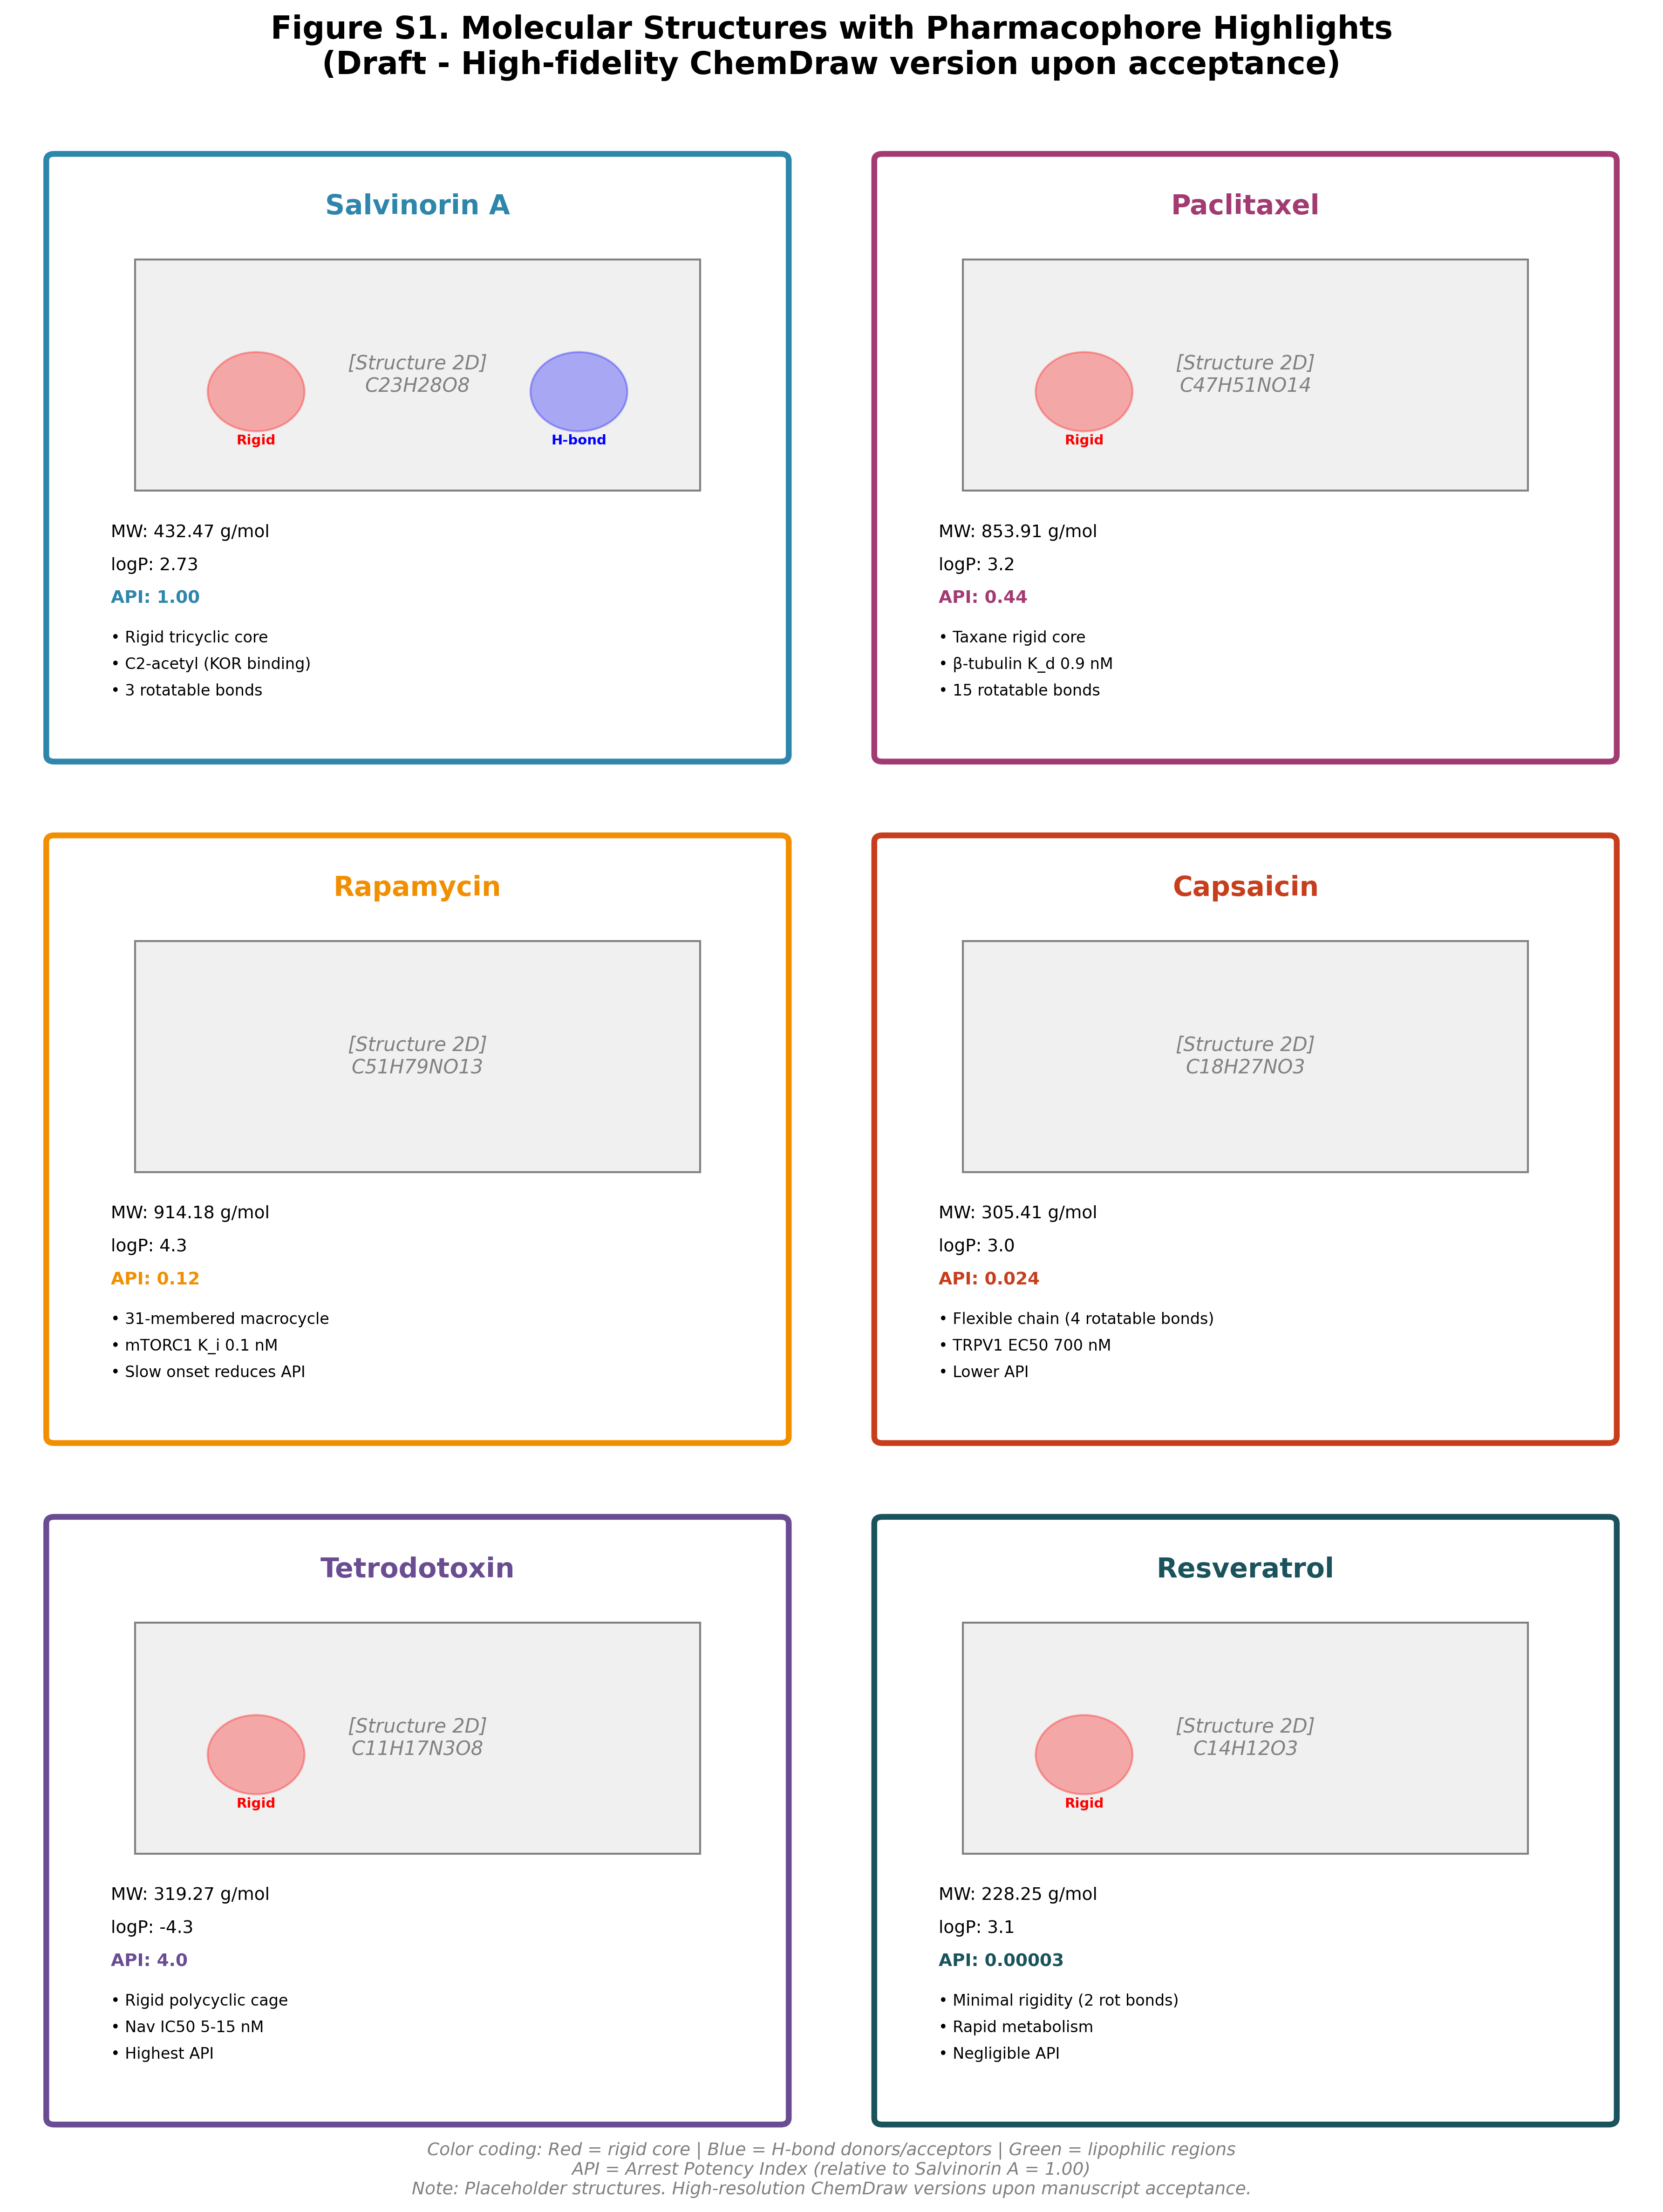 Figure S1. Molecular Structures with Pharmacophore Highlights
(Draft - High-fidelity ChemDraw version upon acceptance)
Salvinorin A
[Structure 2D]
C23H28O8
Rigid
H-bond
MW: 432.47 g/mol
logP: 2.73
API: 1.00
• Rigid tricyclic core
• C2-acetyl (KOR binding)
• 3 rotatable bonds
Paclitaxel
[Structure 2D]
C47H51NO14
Rigid
MW: 853.91 g/mol
logP: 3.2
API: 0.44
• Taxane rigid core
• β-tubulin K_d 0.9 nM
• 15 rotatable bonds
Rapamycin
[Structure 2D]
C51H79NO13
MW: 914.18 g/mol
logP: 4.3
API: 0.12
• 31-membered macrocycle
• mTORC1 K_i 0.1 nM
• Slow onset reduces API
Capsaicin
[Structure 2D]
C18H27NO3
MW: 305.41 g/mol
logP: 3.0
API: 0.024
• Flexible chain (4 rotatable bonds)
• TRPV1 EC50 700 nM
• Lower API
Tetrodotoxin
[Structure 2D]
C11H17N3O8
Rigid
MW: 319.27 g/mol
logP: -4.3
API: 4.0
• Rigid polycyclic cage
• Nav IC50 5-15 nM
• Highest API
Resveratrol
[Structure 2D]
C14H12O3
Rigid
MW: 228.25 g/mol
logP: 3.1
API: 0.00003
• Minimal rigidity (2 rot bonds)
• Rapid metabolism
• Negligible API
Color coding: Red = rigid core | Blue = H-bond donors/acceptors | Green = lipophilic regions
API = Arrest Potency Index (relative to Salvinorin A = 1.00)
Note: Placeholder structures. High-resolution ChemDraw versions upon manuscript acceptance.